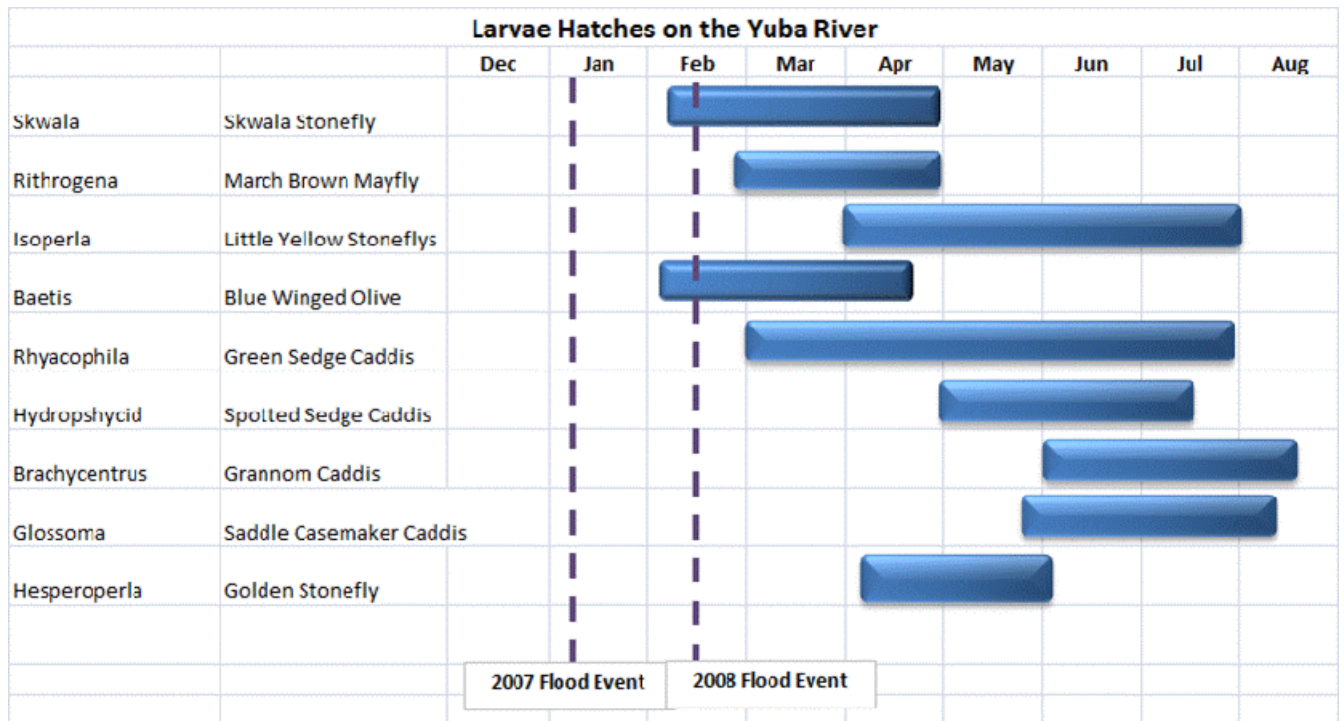 Larvae Hatches on the Yuba River
Dec Jan Feb Mar Apr May Jun Jul Aug
Skwala Skwala Stonefly
Rithrogena March Brown Mayfly
Isoperla Little Yellow Stoneflys
Baetis Blue Winged Olive
Rhyacophila Green Sedge Caddis
Hydropshycid Spotted Sedge Caddis
Brachycentrus Grannom Caddis
Glossoma Saddle Casemaker Caddis
Hesperoperla Golden Stonefly
2007 Flood Event 2008 Flood Event